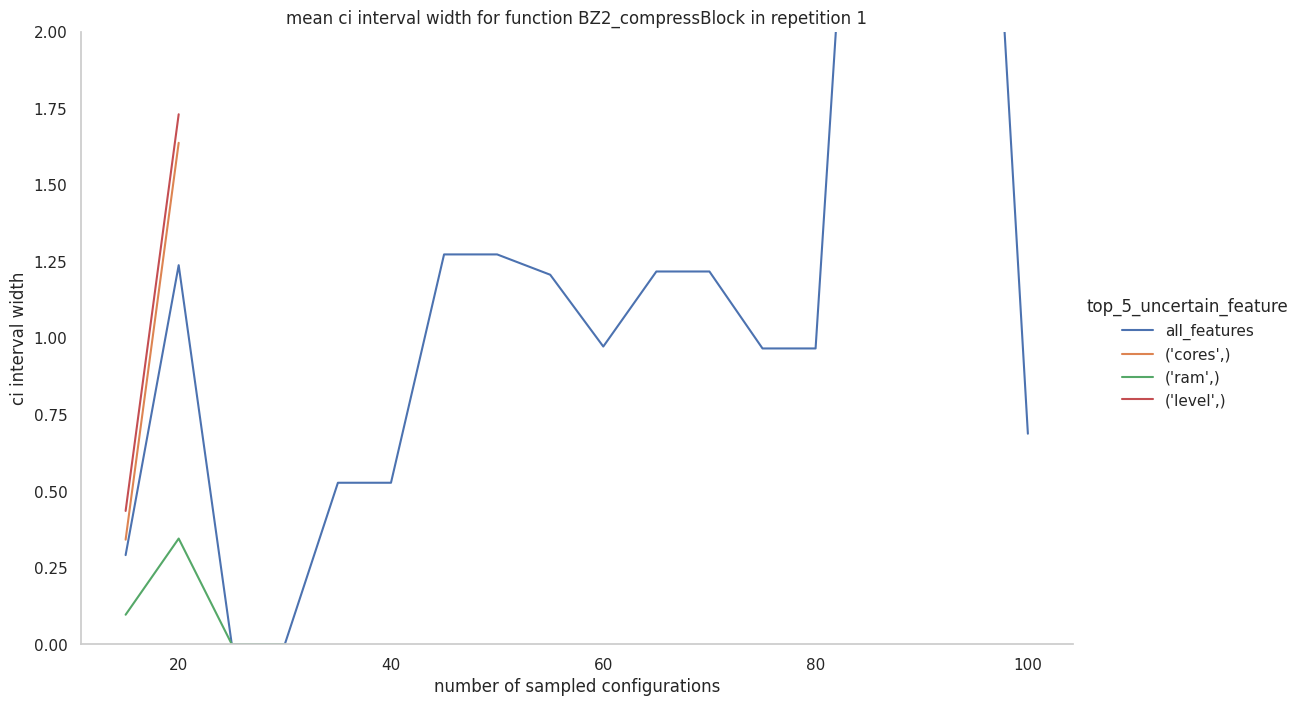 mean ci interval width for function BZ2_compressBlock in repetition 1
2.00
1.75
1.50
1.25
1.00
0.75
0.50
0.25
0.00
ci interval width
20
40
60
80
100
number of sampled configurations
top_5_uncertain_feature
all_features
('cores',)
('ram',)
('level',)